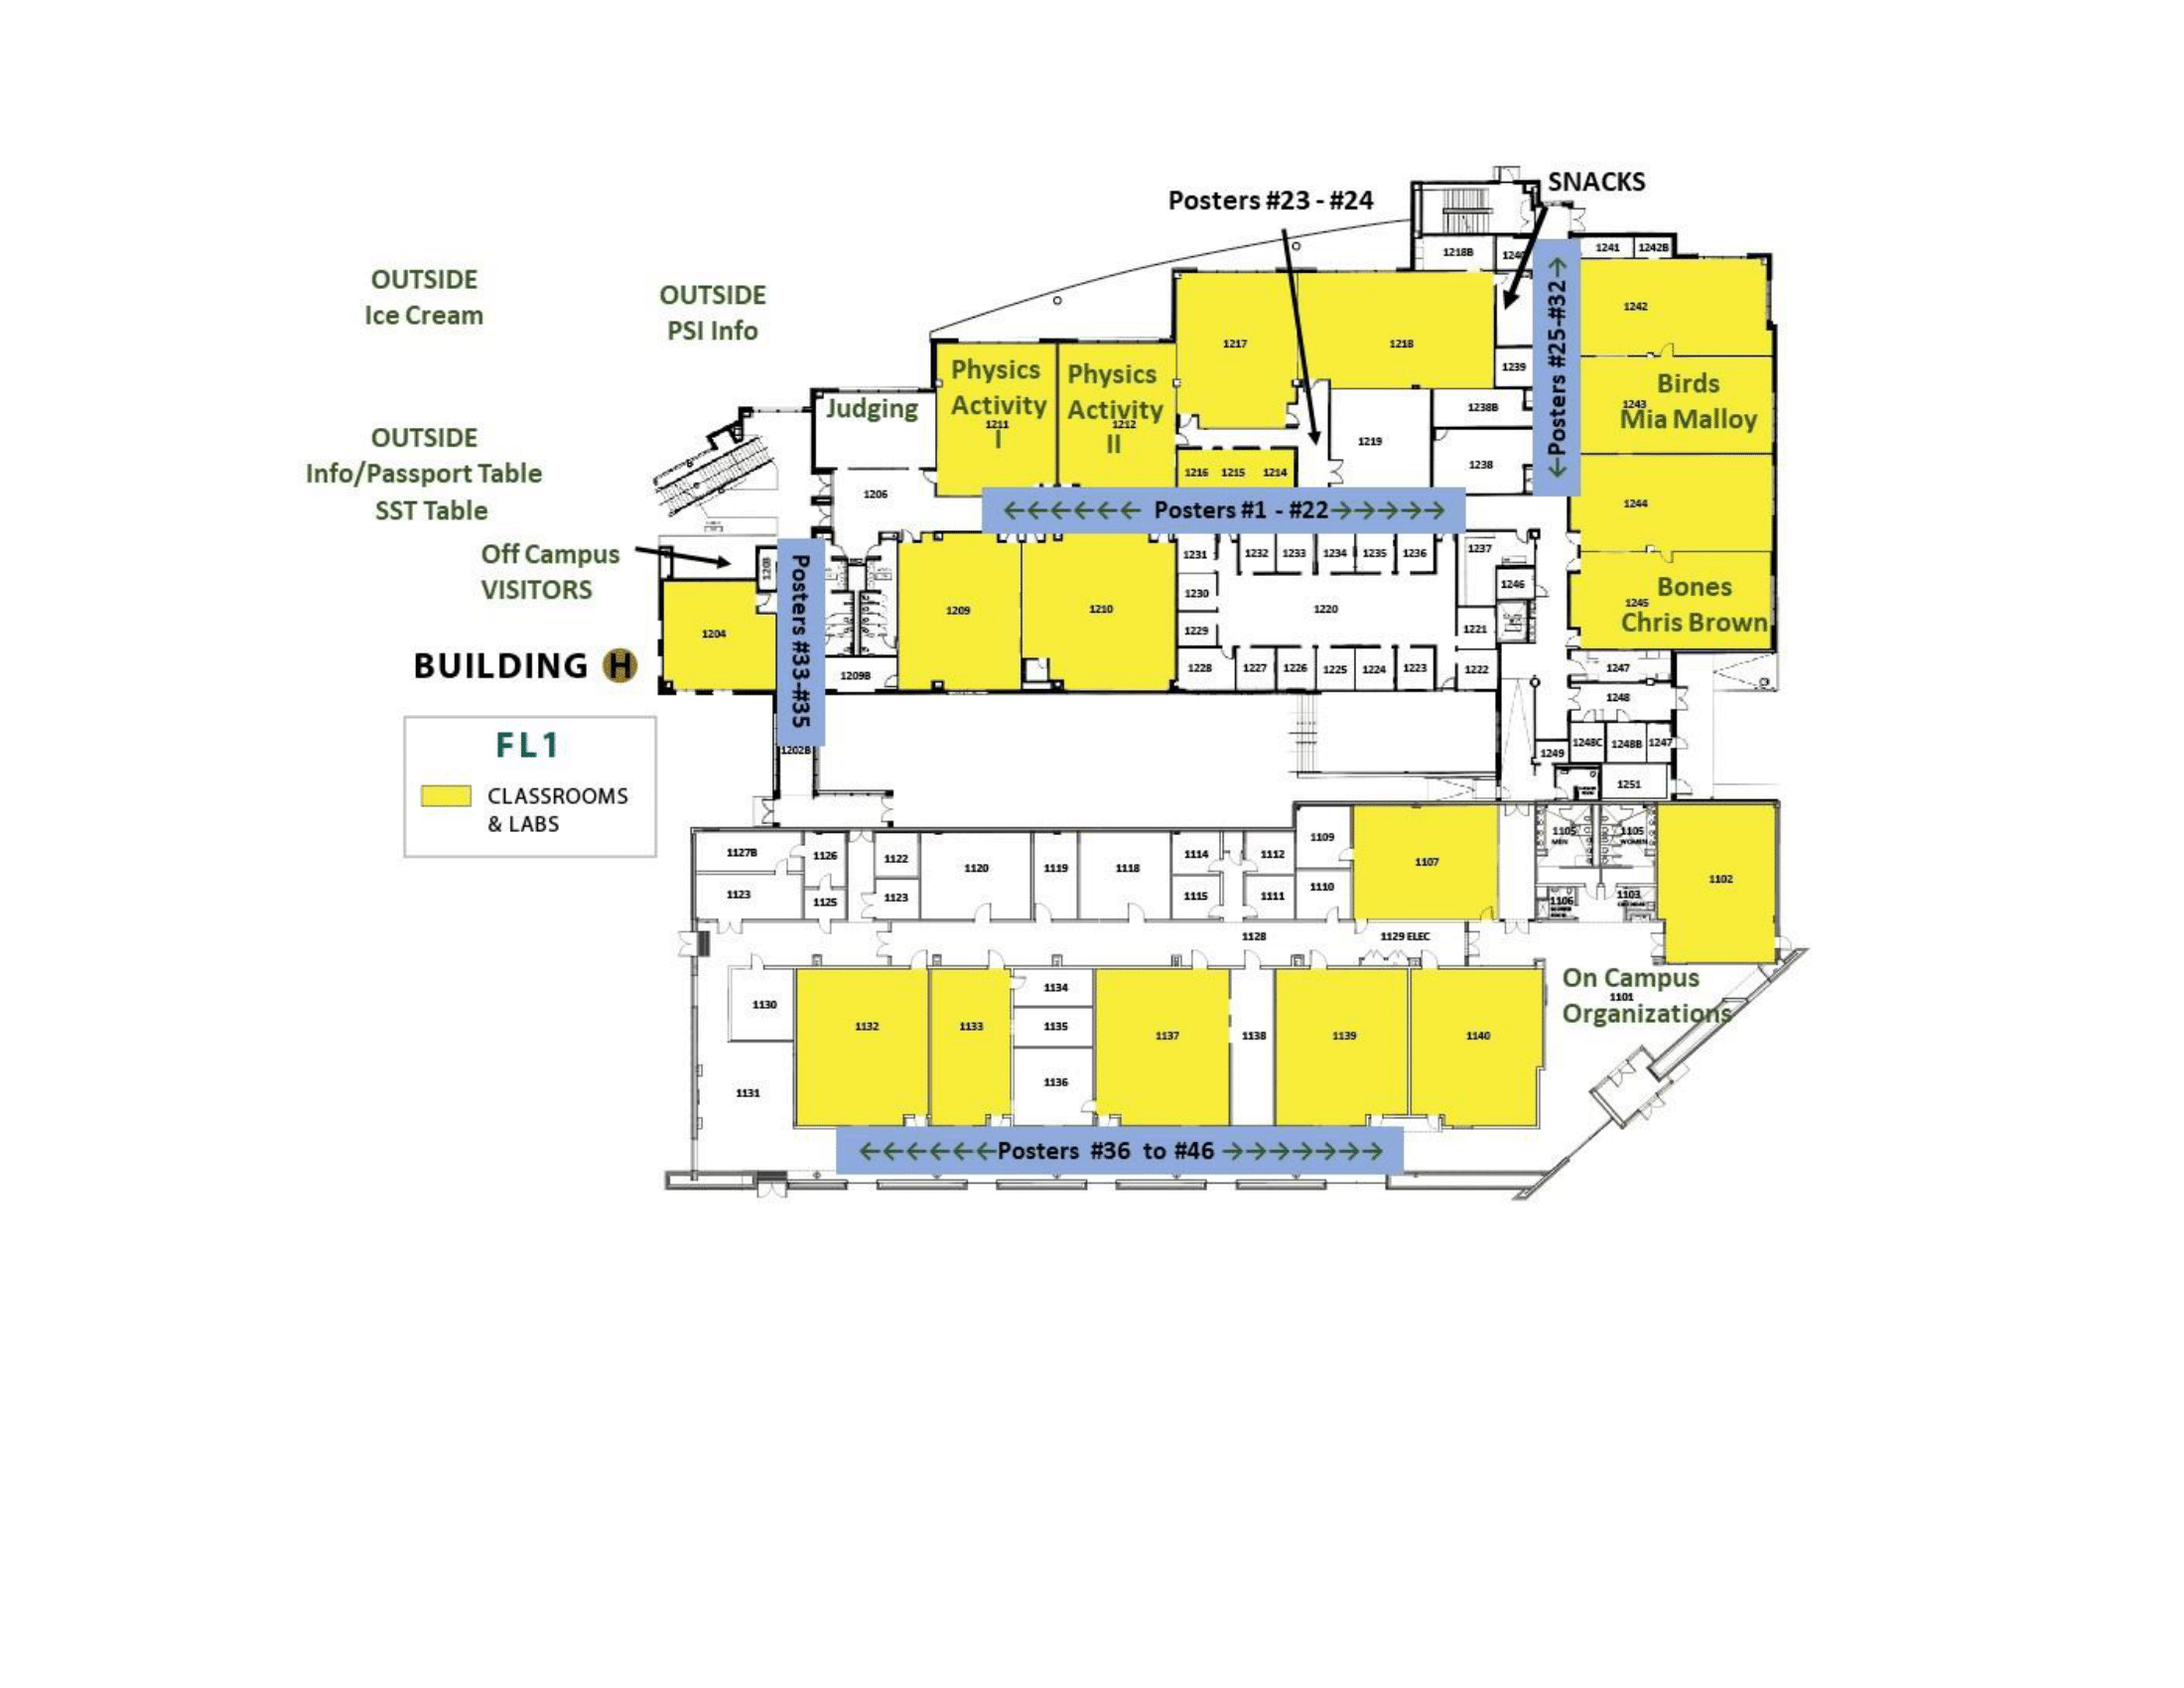 SNACKS
Posters #23 - #24
OUTSIDE
Ice Cream
OUTSIDE
PSI Info
OUTSIDE
Info/Passport Table
SST Table
Off Campus
VISITORS
BUILDING H
FL1
CLASSROOMS
& LABS
1218B
1241
1242B
1242
1217
1218
1239
Posters #25-#32
Physics
Activity
I
1211
Physics
Activity
II
1212
Judging
Birds
Mia Malloy
1243
1238B
1219
1238
1216
1215
1214
1206
1244
Posters #1 - #22
1231
1232
1233
1234
1235
1236
1237
1203
Posters #33-#35
1204
1209
1210
1230
1220
1246
Bones
Chris Brown
1245
1229
1221
1209B
1228
1227
1226
1225
1224
1223
1222
1247
1248
1202B
1249
1248C
1248B
1247
1251
1127B
1126
1122
1120
1119
1118
1114
1112
1109
1107
1105
MEN
1105
WOMEN
1102
1123
1125
1123
1115
1111
1110
1106
1103
1128
1129 ELEC
On Campus
1101
Organizations
1130
1132
1133
1134
1135
1136
1137
1138
1139
1140
1131
Posters #36 to #46